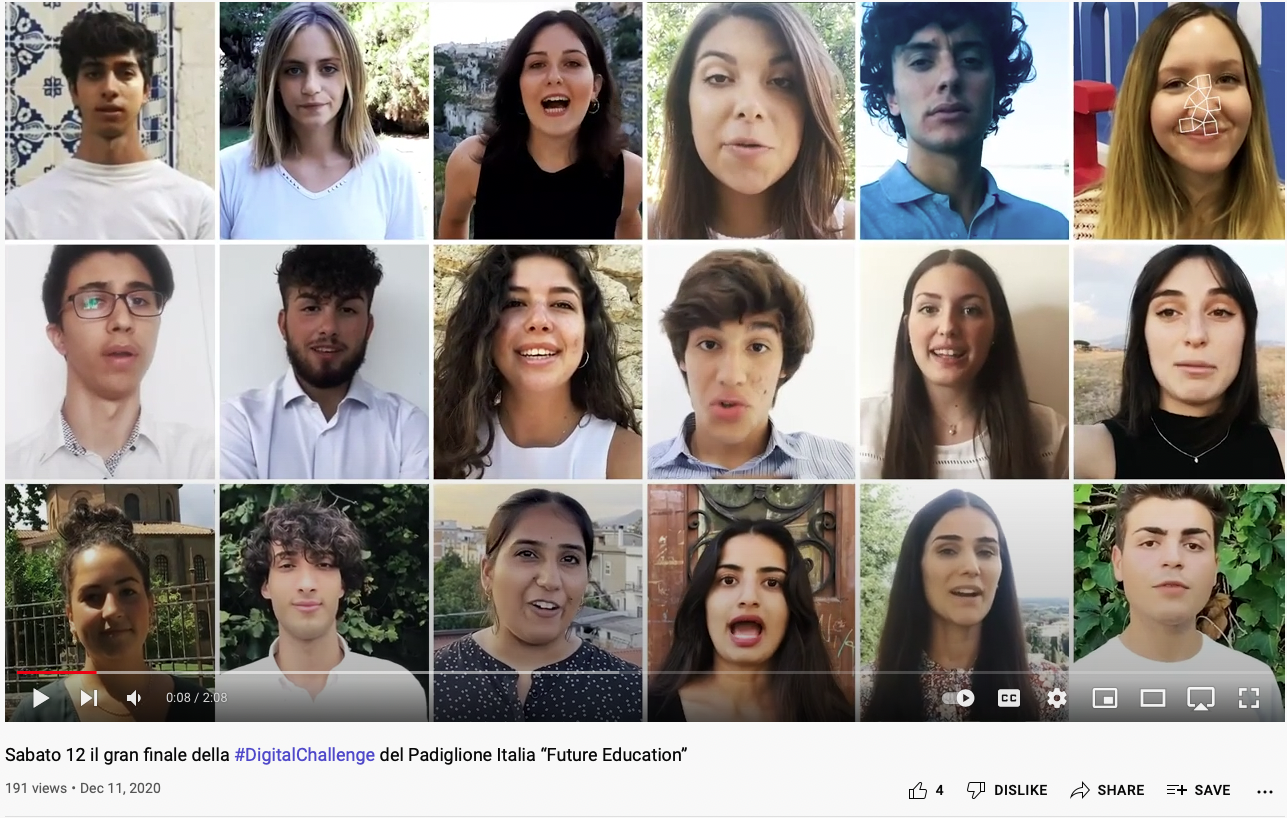 0:08 / 2:08
CC
Sabato 12 il gran finale della #DigitalChallenge del Padiglione Italia “Future Education”
191 views • Dec 11, 2020
4 DISLIKE SHARE SAVE